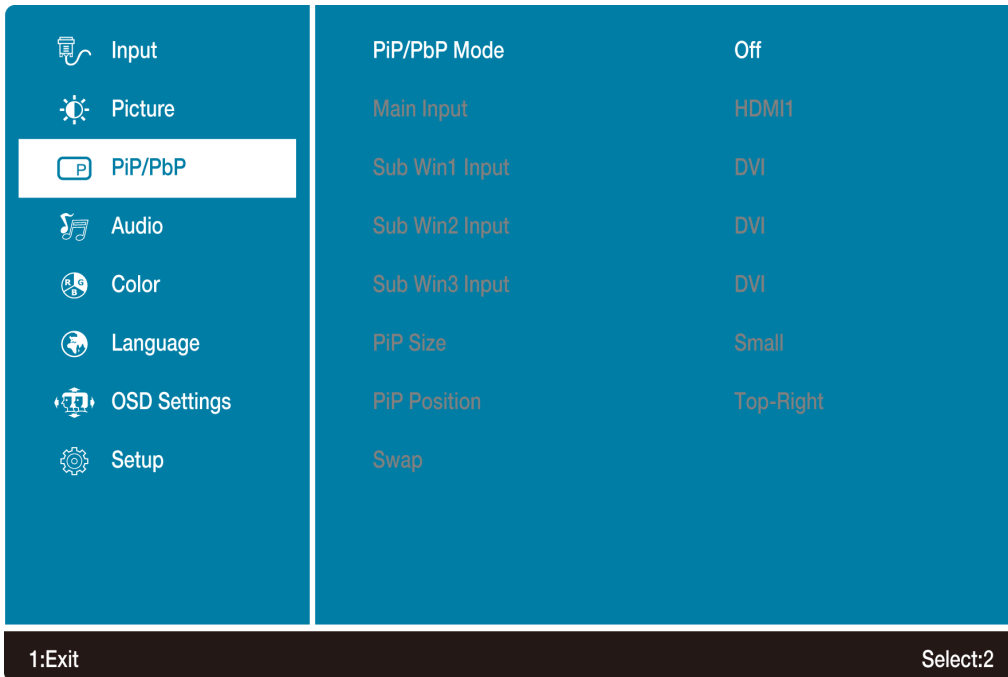 Input
Picture
P PiP/PbP
Audio
R G B Color
Language
OSD Settings
Setup
PiP/PbP Mode Off
Main Input HDMI1
Sub Win1 Input DVI
Sub Win2 Input DVI
Sub Win3 Input DVI
PiP Size Small
PiP Position Top-Right
Swap
1:Exit Select:2